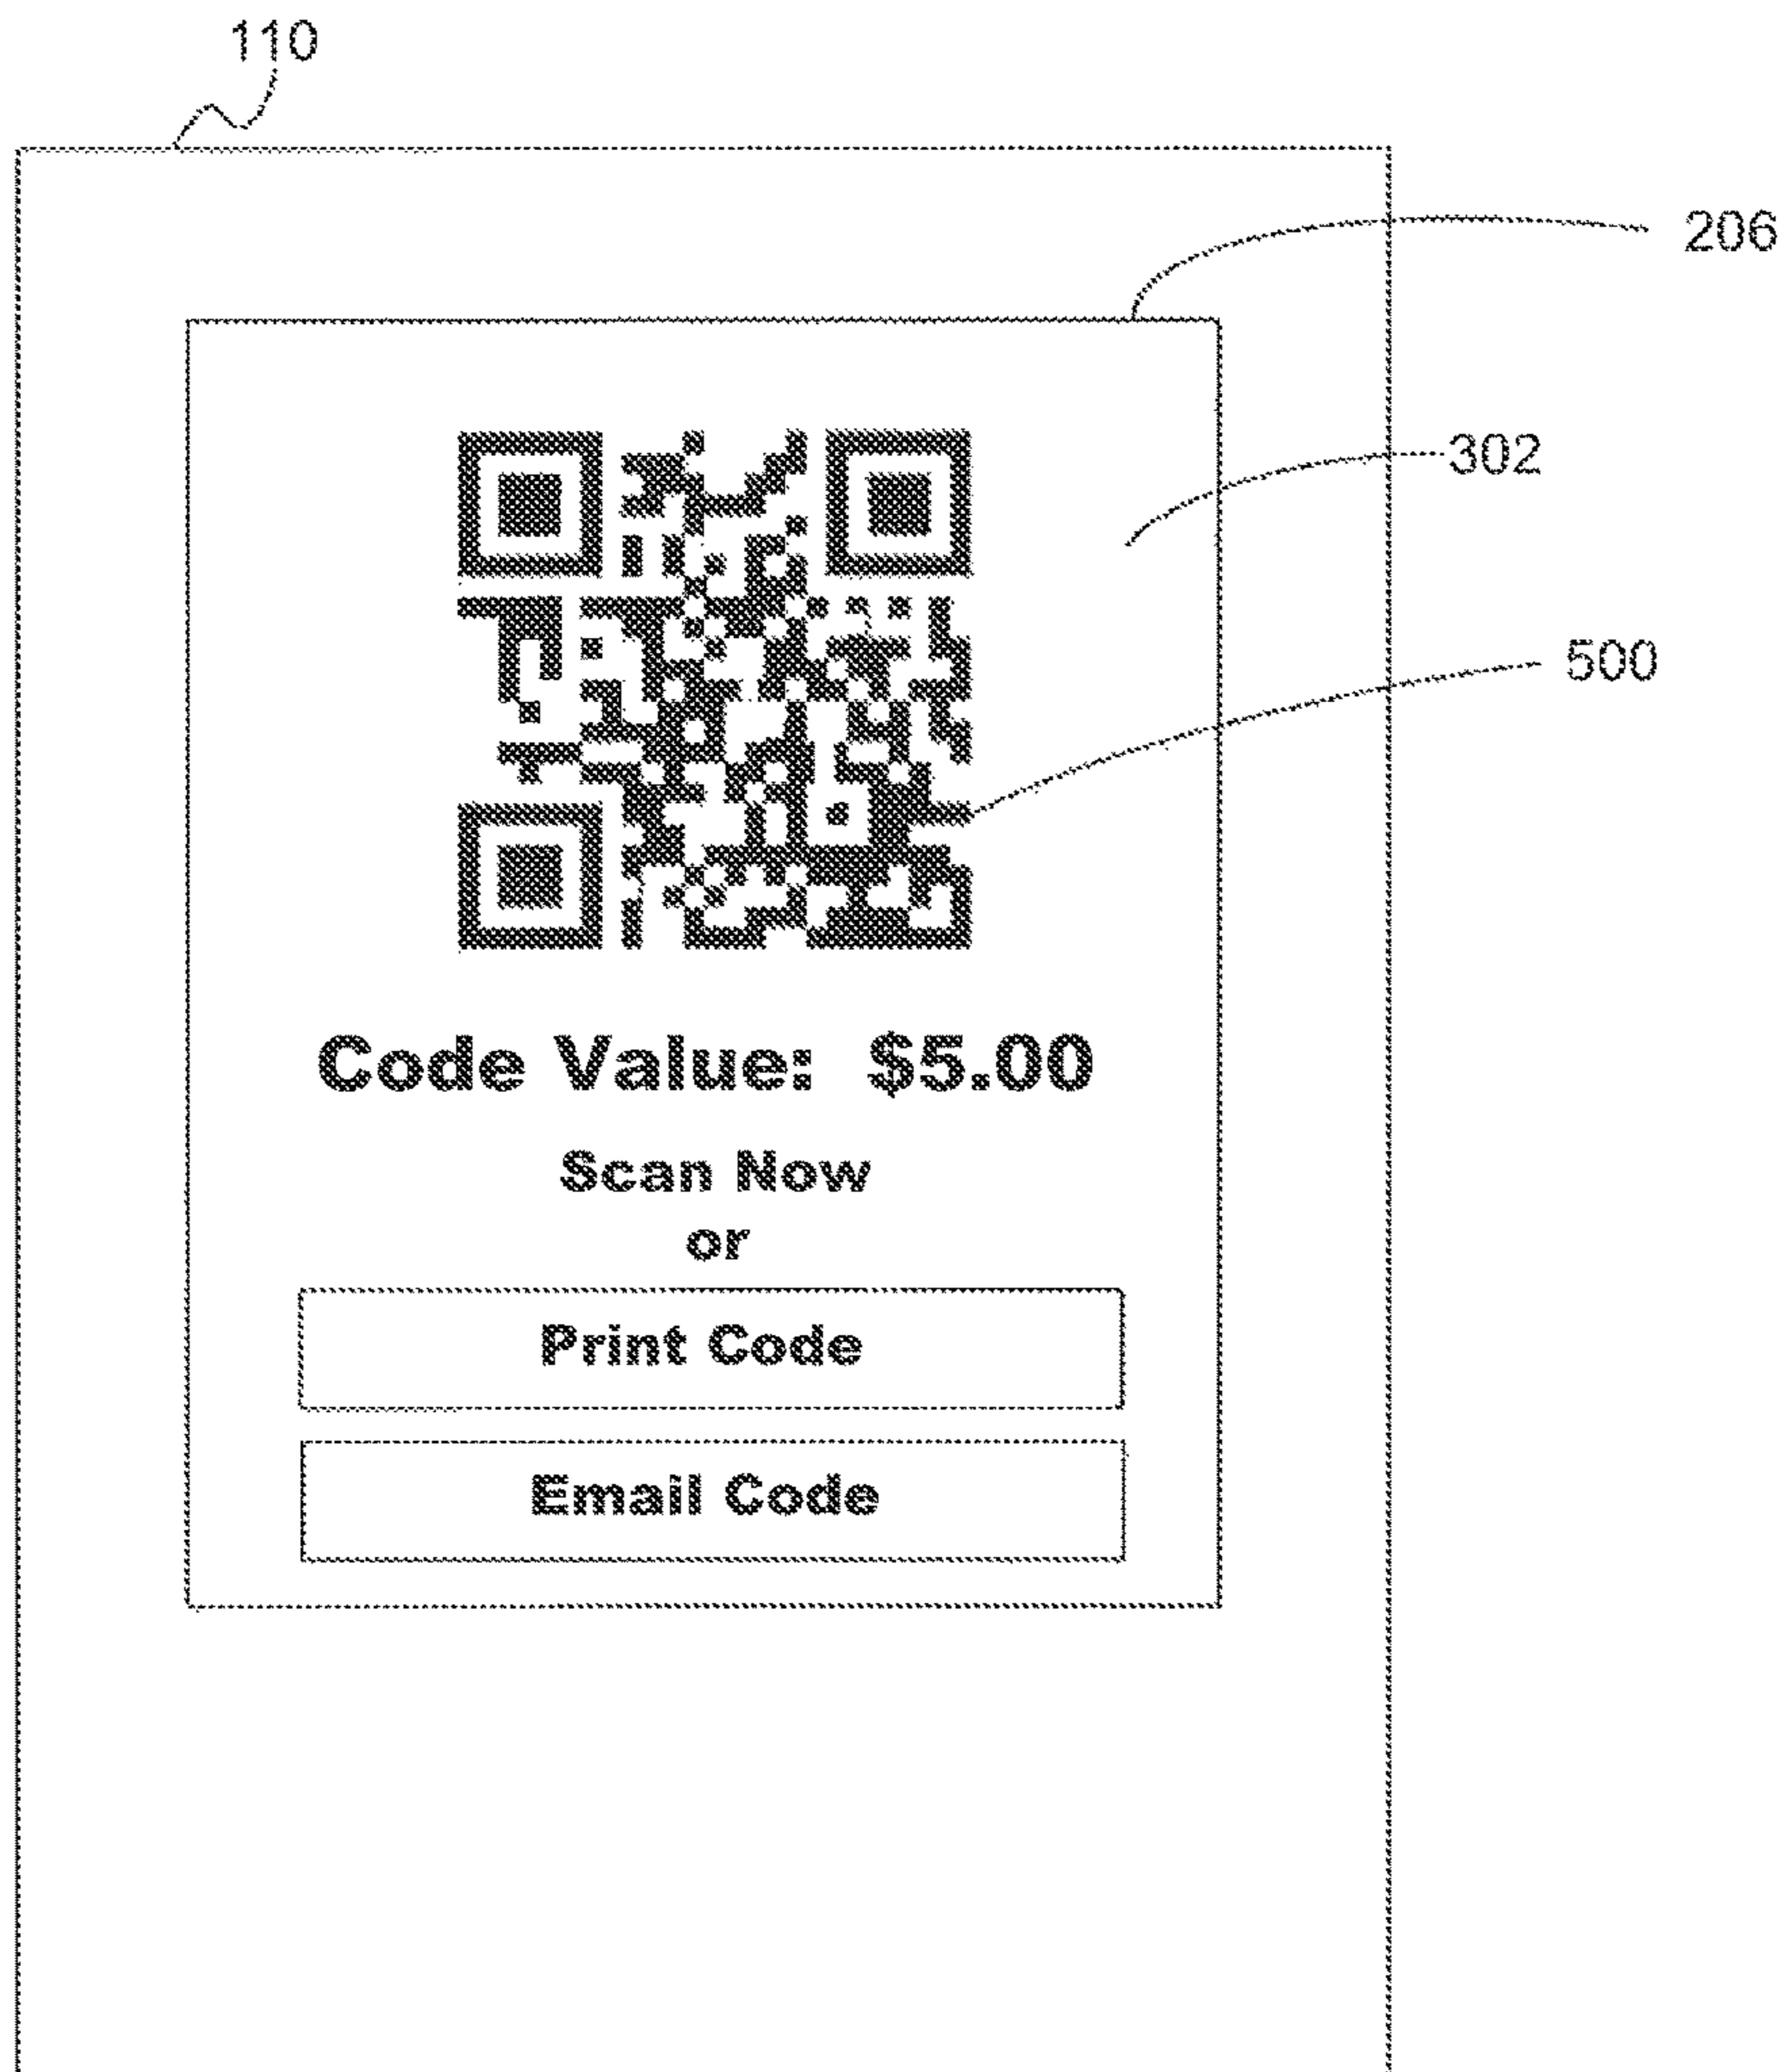 110
206
302
500
Code Value: $5.00
Scan Now
or
Print Code
Email Code